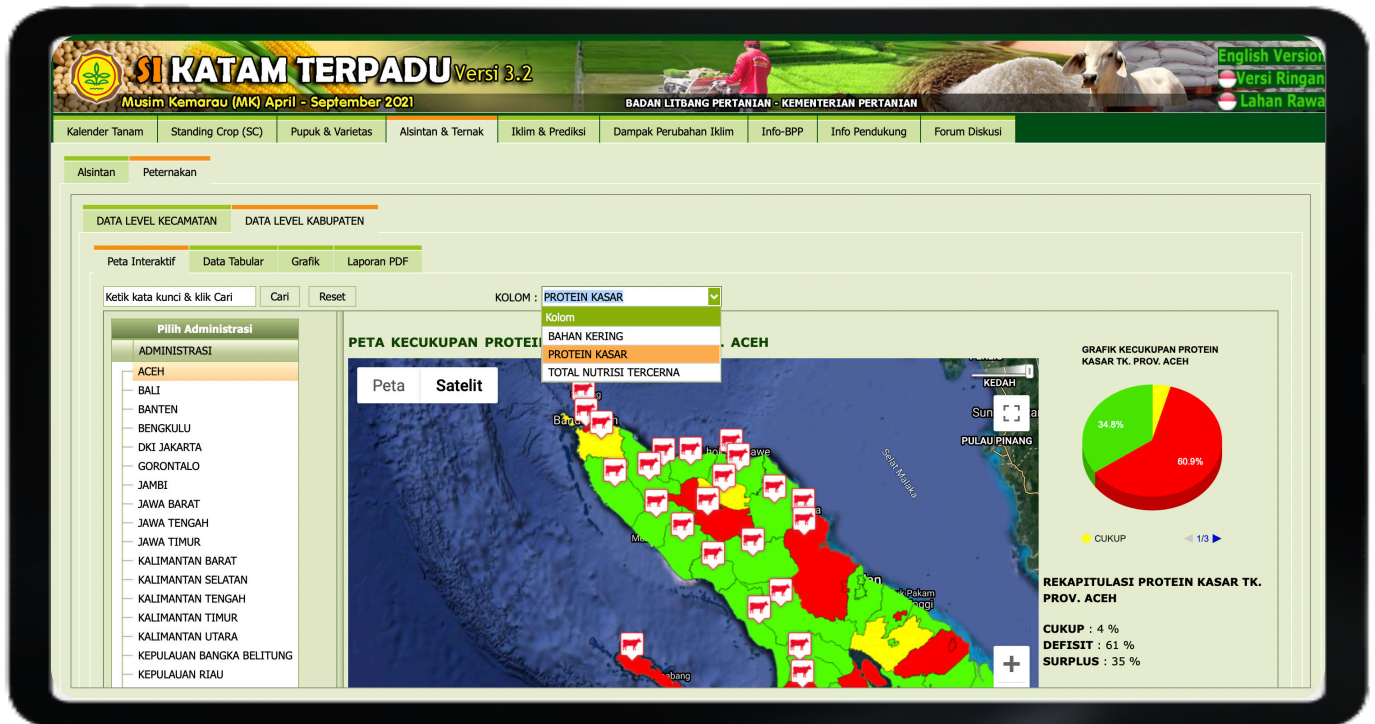 SI KATAM TERPADU Versi 3.2
Musim Kemarau (MK) April - September 2021
BADAN LITBANG PERTANIAN - KEMENTERIAN PERTANIAN
English Version
Versi Ringan
Lahan Rawa
Kalender Tanam Standing Crop (SC) Pupuk & Varietas Alsintan & Ternak Iklim & Prediksi Dampak Perubahan Iklim Info-BPP Info Pendukung Forum Diskusi
Alsintan Peternakan
DATA LEVEL KECAMATAN DATA LEVEL KABUPATEN
Peta Interaktif Data Tabular Grafik Laporan PDF
Ketik kata kunci & klik Cari Cari Reset KOLOM : PROTEIN KASAR
Kolom
BAHAN KERING
PROTEIN KASAR
TOTAL NUTRISI TERCERNA
Pilih Administrasi
ADMINISTRASI
ACEH
BALI
BANTEN
BENGKULU
DKI JAKARTA
GORONTALO
JAMBI
JAWA BARAT
JAWA TENGAH
JAWA TIMUR
KALIMANTAN BARAT
KALIMANTAN SELATAN
KALIMANTAN TENGAH
KALIMANTAN TIMUR
KALIMANTAN UTARA
KEPULAUAN BANGKA BELITUNG
KEPULAUAN RIAU
PETA KECUKUPAN PROTEI . ACEH
Peta Satelit
KEDAH
PULAU PINANG
Selat Malaka
GRAFIK KECUKUPAN PROTEIN
KASAR TK. PROV. ACEH
34.8%
60.9%
CUKUP 1/3
REKAPITULASI PROTEIN KASAR TK.
PROV. ACEH
CUKUP : 4 %
DEFISIT : 61 %
SURPLUS : 35 %